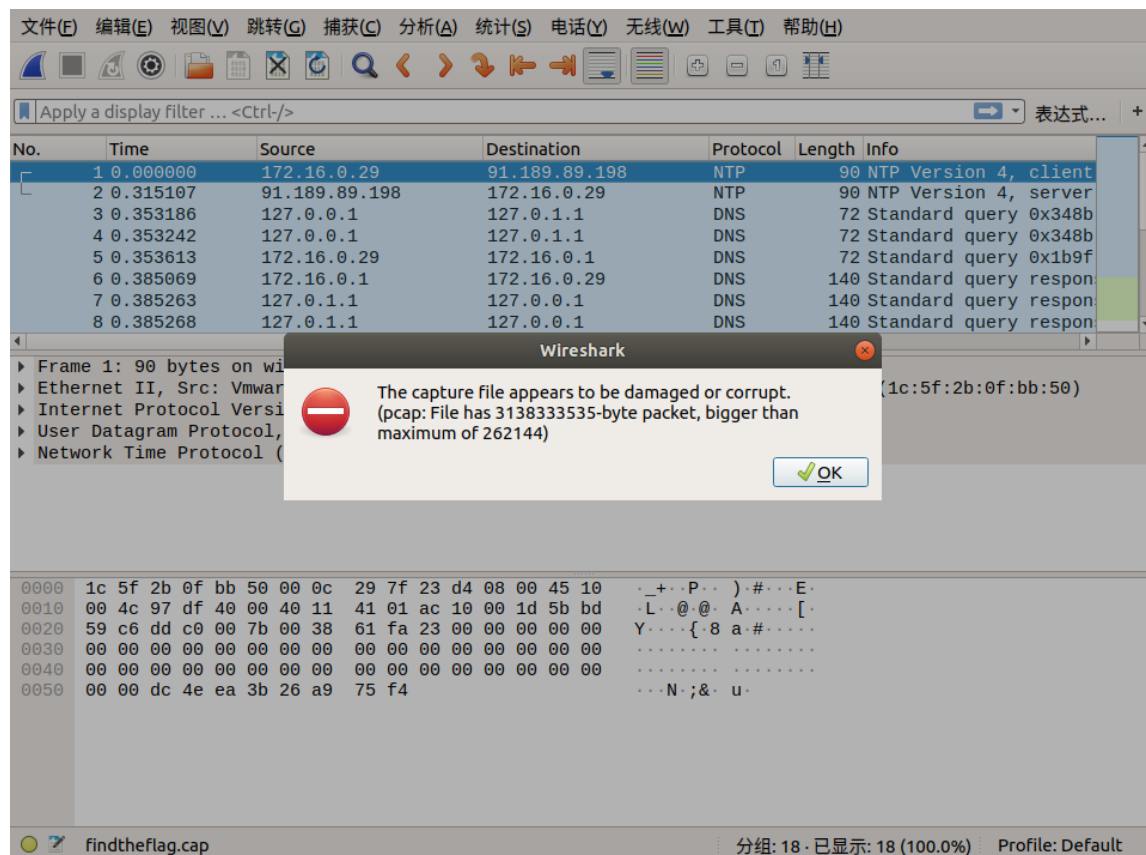 文件(F) 编辑(E) 视图(V) 跳转(G) 捕获(C) 分析(A) 统计(S) 电话(Y) 无线(W) 工具(T) 帮助(H)
Apply a display filter … <Ctrl-/> 表达式… +
No. Time Source Destination Protocol Length Info
1 0.000000 172.16.0.29 91.189.89.198 NTP 90 NTP Version 4, client
2 0.315107 91.189.89.198 172.16.0.29 NTP 90 NTP Version 4, server
3 0.353186 127.0.0.1 127.0.1.1 DNS 72 Standard query 0x348b
4 0.353242 127.0.0.1 127.0.1.1 DNS 72 Standard query 0x348b
5 0.353613 172.16.0.29 172.16.0.1 DNS 72 Standard query 0x1b9f
6 0.385069 172.16.0.1 172.16.0.29 DNS 140 Standard query respon
7 0.385263 127.0.1.1 127.0.0.1 DNS 140 Standard query respon
8 0.385268 127.0.1.1 127.0.0.1 DNS 140 Standard query respon
Wireshark
Frame 1: 90 bytes on wi
Ethernet II, Src: Vmwar (1c:5f:2b:0f:bb:50)
Internet Protocol Versi
User Datagram Protocol,
Network Time Protocol (
The capture file appears to be damaged or corrupt.
(pcap: File has 3138333535-byte packet, bigger than
maximum of 262144)
OK
0000 1c 5f 2b 0f bb 50 00 0c 29 7f 23 d4 08 00 45 10 ·_+··P·· )·#···E·
0010 00 4c 97 df 40 00 40 11 41 01 ac 10 00 1d 5b bd ·L··@·@· A·····[·
0020 59 c6 dd c0 00 7b 00 38 61 fa 23 00 00 00 00 00 Y····{·8 a·#·····
0030 00 00 00 00 00 00 00 00 00 00 00 00 00 00 00 00 ········ ········
0040 00 00 00 00 00 00 00 00 00 00 00 00 00 00 00 00 ········ ········
0050 00 00 dc 4e ea 3b 26 a9 75 f4 ···N·;&· u·
findtheflag.cap 分组: 18 · 已显示: 18 (100.0%) Profile: Default